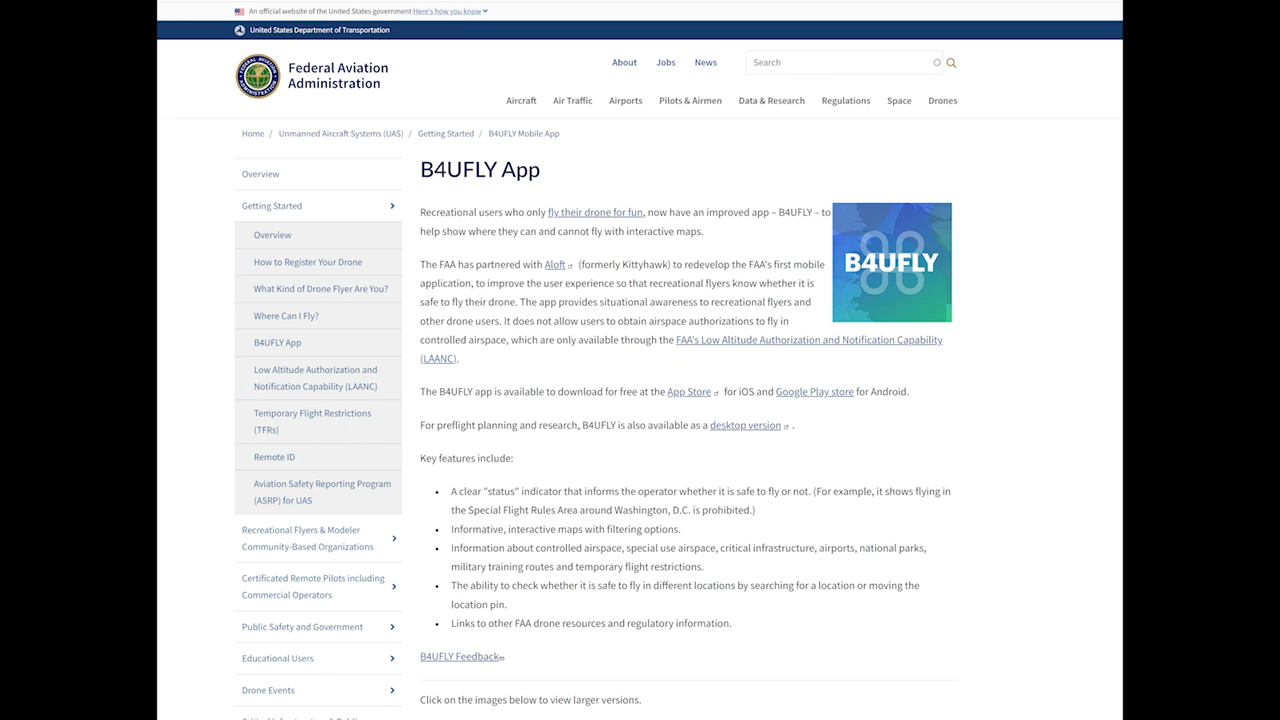 An official website of the United States government Here's how you know
United States Department of Transportation
Federal Aviation
Administration
About
Jobs
News
Search
Aircraft
Air Traffic
Airports
Pilots & Airmen
Data & Research
Regulations
Space
Drones
Home / Unmanned Aircraft Systems (UAS) / Getting Started / B4UFLY Mobile App
Overview
Getting Started
Overview
How to Register Your Drone
What Kind of Drone Flyer Are You?
Where Can I Fly?
B4UFLY App
Low Altitude Authorization and
Notification Capability (LAANC)
Temporary Flight Restrictions
(TFRs)
Remote ID
Aviation Safety Reporting Program
(ASRP) for UAS
Recreational Flyers & Modeler
Community-Based Organizations
Certificated Remote Pilots including
Commercial Operators
Public Safety and Government
Educational Users
Drone Events
B4UFLY App
Recreational users who only fly their drone for fun, now have an improved app – B4UFLY – to
help show where they can and cannot fly with interactive maps.
The FAA has partnered with Aloft (formerly Kittyhawk) to redevelop the FAA's first mobile
application, to improve the user experience so that recreational flyers know whether it is
safe to fly their drone. The app provides situational awareness to recreational flyers and
other drone users. It does not allow users to obtain airspace authorizations to fly in
controlled airspace, which are only available through the FAA's Low Altitude Authorization and Notification Capability
(LAANC).
B4UFLY
The B4UFLY app is available to download for free at the App Store for iOS and Google Play store for Android.
For preflight planning and research, B4UFLY is also available as a desktop version .
Key features include:
• A clear "status" indicator that informs the operator whether it is safe to fly or not. (For example, it shows flying in
the Special Flight Rules Area around Washington, D.C. is prohibited.)
• Informative, interactive maps with filtering options.
• Information about controlled airspace, special use airspace, critical infrastructure, airports, national parks,
military training routes and temporary flight restrictions.
• The ability to check whether it is safe to fly in different locations by searching for a location or moving the
location pin.
• Links to other FAA drone resources and regulatory information.
B4UFLY Feedback
Click on the images below to view larger versions.